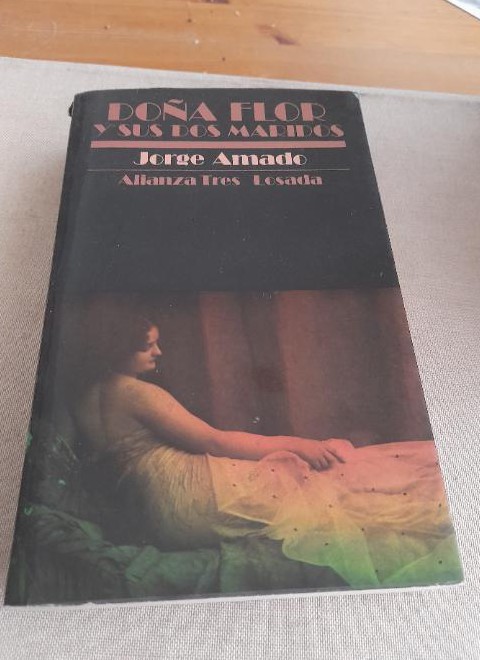 DOÑA FLOR
Y SUS DOS MARIDOS
Jorge Amado
Alianza Tres Losada